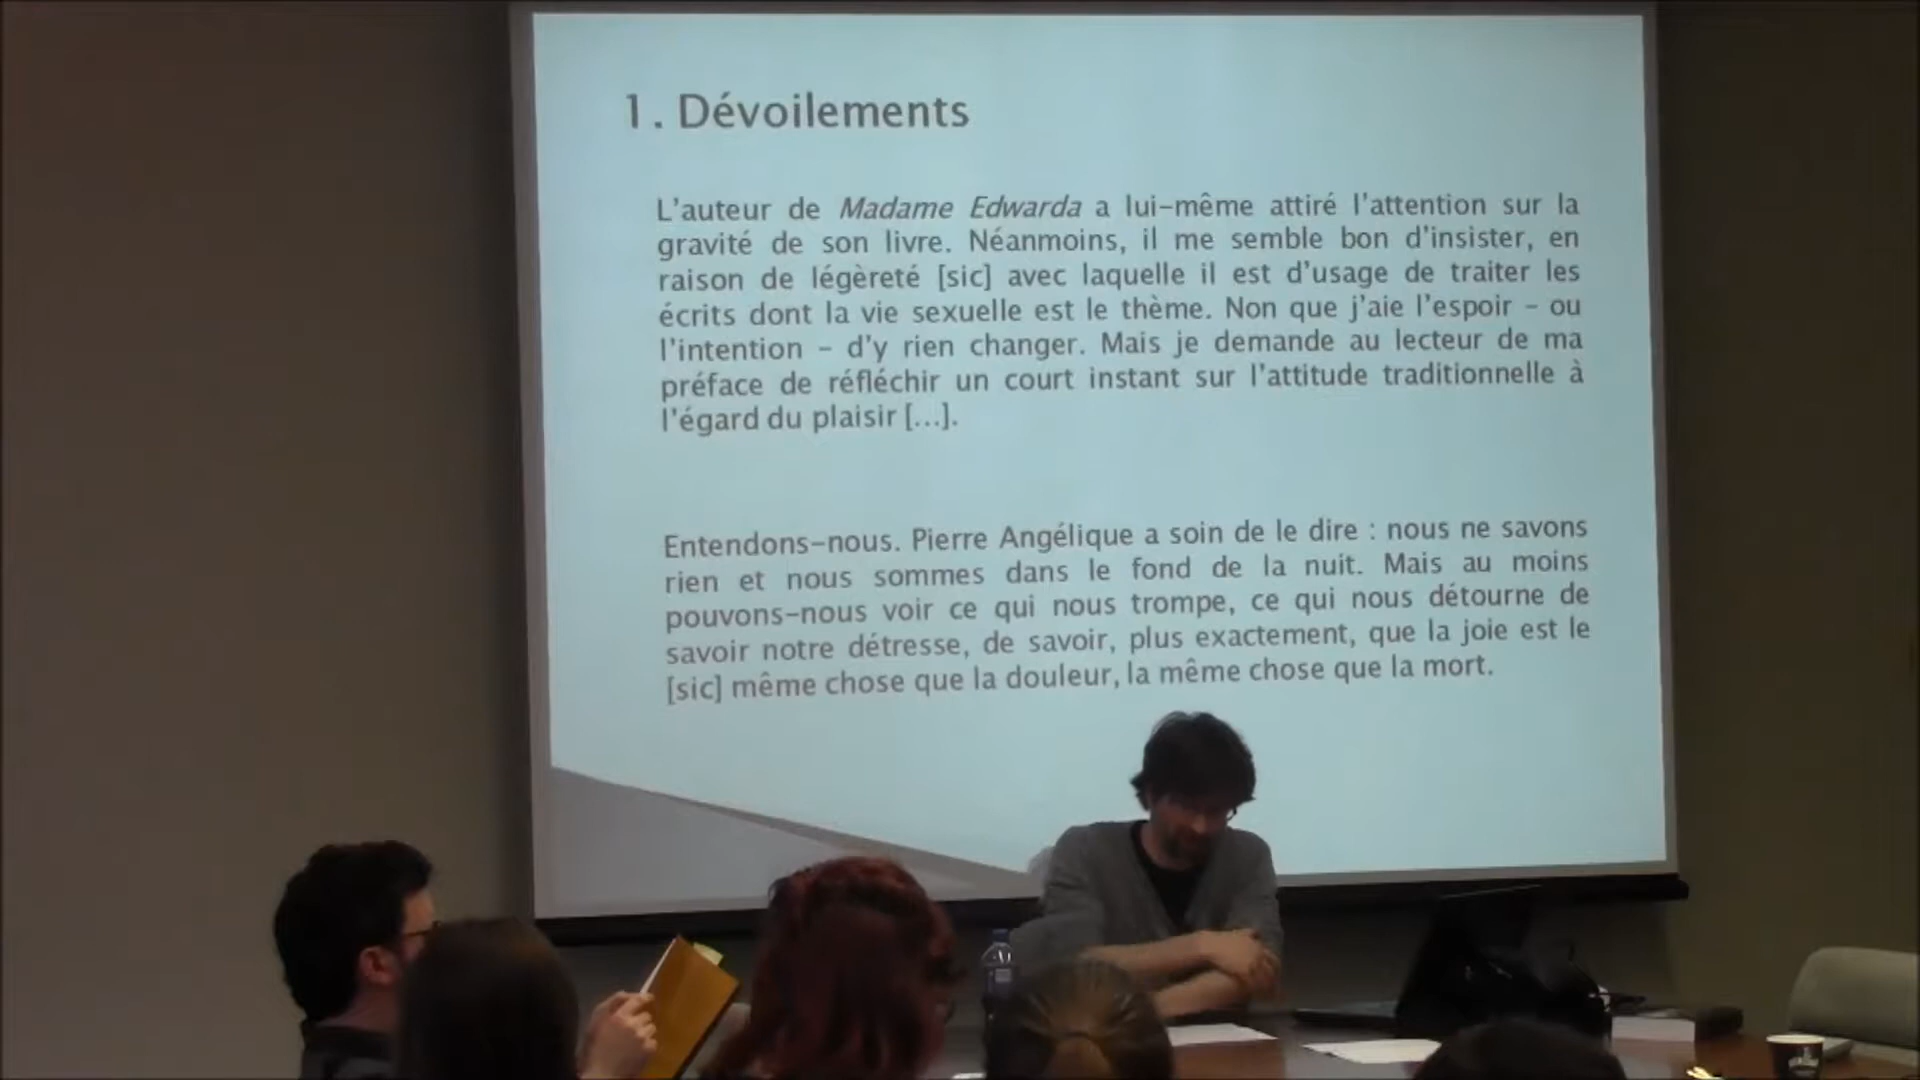 1. Dévoilements
L'auteur de Madame Edwarda a lui-même attiré l'attention sur la
gravité de son livre. Néanmoins, il me semble bon d'insister, en
raison de légèreté [sic] avec laquelle il est d'usage de traiter les
écrits dont la vie sexuelle est le thème. Non que j'aie l'espoir – ou
l'intention – d'y rien changer. Mais je demande au lecteur de ma
préface de réfléchir un court instant sur l'attitude traditionnelle à
l'égard du plaisir [...].
Entendons-nous. Pierre Angélique a soin de le dire : nous ne savons
rien et nous sommes dans le fond de la nuit. Mais au moins
pouvons-nous voir ce qui nous trompe, ce qui nous détourne de
savoir notre détresse, de savoir, plus exactement, que la joie est le
[sic] même chose que la douleur, la même chose que la mort.